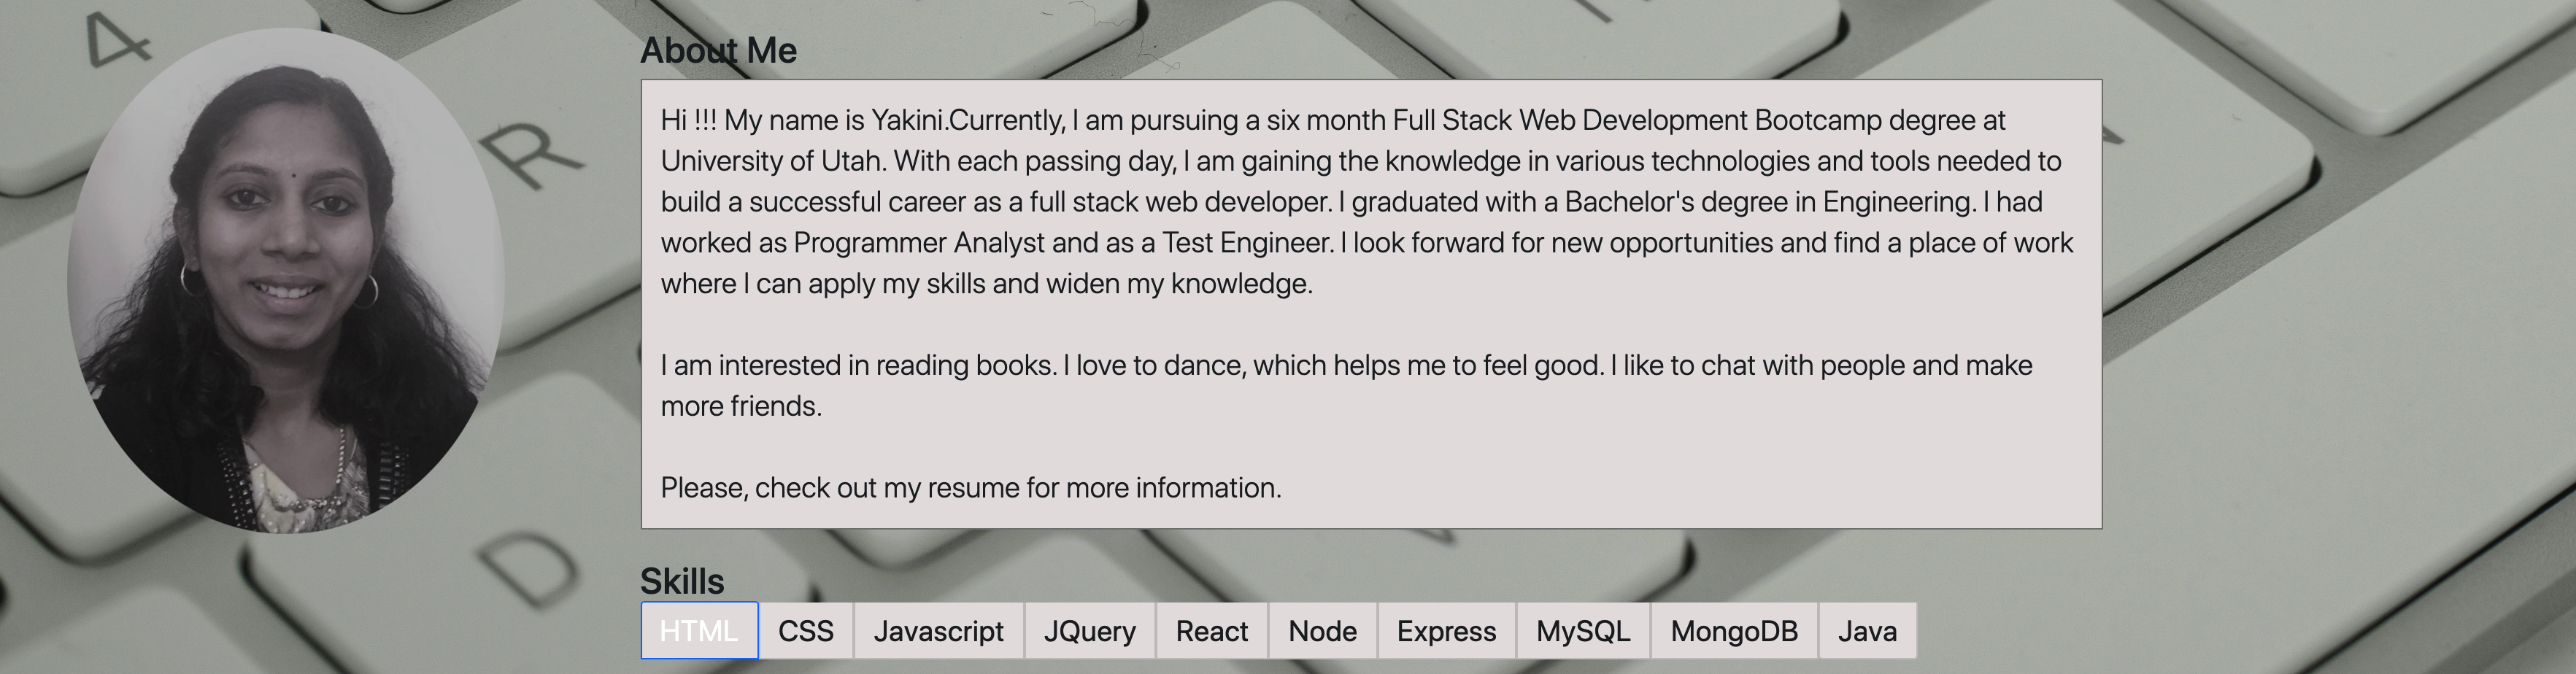 4
R
D
About Me
Hi !!! My name is Yakini.Currently, I am pursuing a six month Full Stack Web Development Bootcamp degree at
University of Utah. With each passing day, I am gaining the knowledge in various technologies and tools needed to
build a successful career as a full stack web developer. I graduated with a Bachelor's degree in Engineering. I had
worked as Programmer Analyst and as a Test Engineer. I look forward for new opportunities and find a place of work
where I can apply my skills and widen my knowledge.
I am interested in reading books. I love to dance, which helps me to feel good. I like to chat with people and make
more friends.
Please, check out my resume for more information.
Skills
HTML CSS Javascript JQuery React Node Express MySQL MongoDB Java